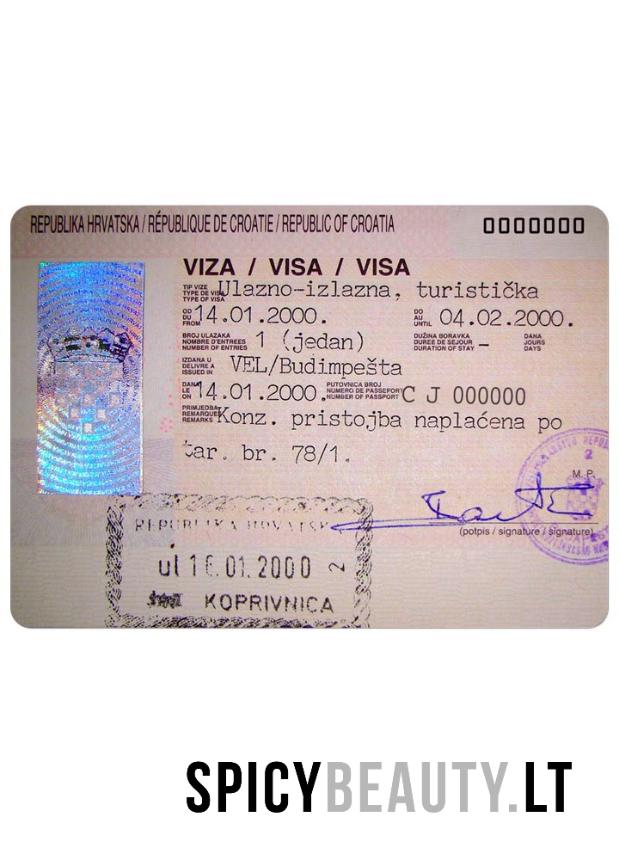 REPUBLIKA HRVATSKA / RÉPUBLIQUE DE CROATIE / REPUBLIC OF CROATIA
0000000
VIZA / VISA / VISA
TIP VIZE
TYPE DE VISA
TYPE OF VISA
Ulazno-izlazna, turistička
OD
DU
FROM
14.01.2000.
DO
AU
UNTIL
04.02.2000.
BROJ ULAZAKA
NOMBRE D'ENTREES
NUMBER OF ENTRIES
1 (jedan)
DUŽINA BORAVKA
DUREE DE SEJOUR
DURATION OF STAY
–
DANA
JOURS
DAYS
IZDANA U
DELIVRE A
ISSUED IN
VEL/Budimpešta
DANA
LE
ON
14.01.2000.
PUTOVNICA BROJ
NUMERO DE PASSEPORT
NUMBER OF PASSPORT
C J 000000
PRIMJEDBE
REMARQUES
REMARKS
Konz. pristojba naplaćena po
tar. br. 78/1.
M. P.
2
(potpis / signature / signature)
REPUBLIKA HRVATSKA
ul 16.01.2000 2
KOPRIVNICA
SPICYBEAUTY.LT